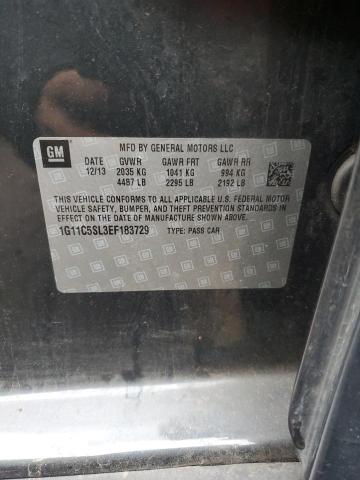 GM
MFD BY GENERAL MOTORS LLC
DATE GVWR GAWR FRT GAWR RR
12/13 2035 KG 1041 KG 994 KG
4487 LB 2295 LB 2192 LB
THIS VEHICLE CONFORMS TO ALL APPLICABLE U.S. FEDERAL MOTOR
VEHICLE SAFETY, BUMPER, AND THEFT PREVENTION STANDARDS
IN EFFECT ON THE DATE OF MANUFACTURE SHOWN ABOVE.
1G11C5SL3EF183729 TYPE: PASS CAR